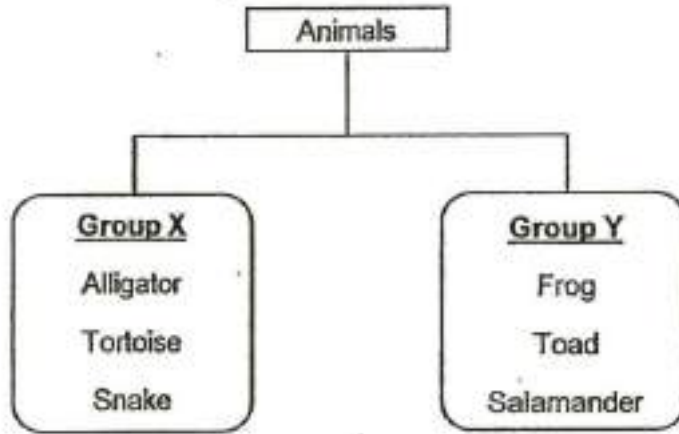 Animals
Group X
Alligator
Tortoise
Snake
Group Y
Frog
Toad
Salamander